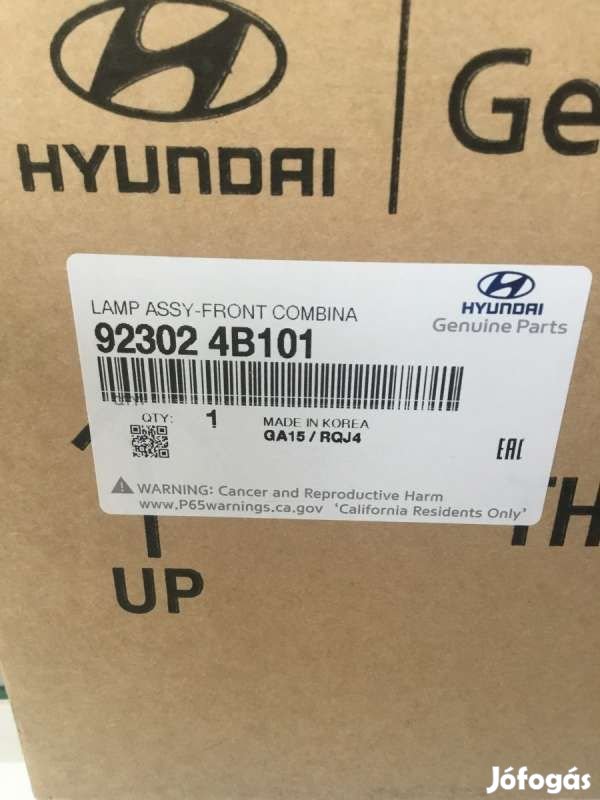 HYUNDAI
Ge
LAMP ASSY-FRONT COMBINA
HYUNDAI
Genuine Parts
92302 4B101
QTY:
QTY: 1
MADE IN KOREA
GA15 / RQJ4
EAC
WARNING: Cancer and Reproductive Harm
www.P65warnings.ca.gov 'California Residents Only'
TH
UP
Jófogás